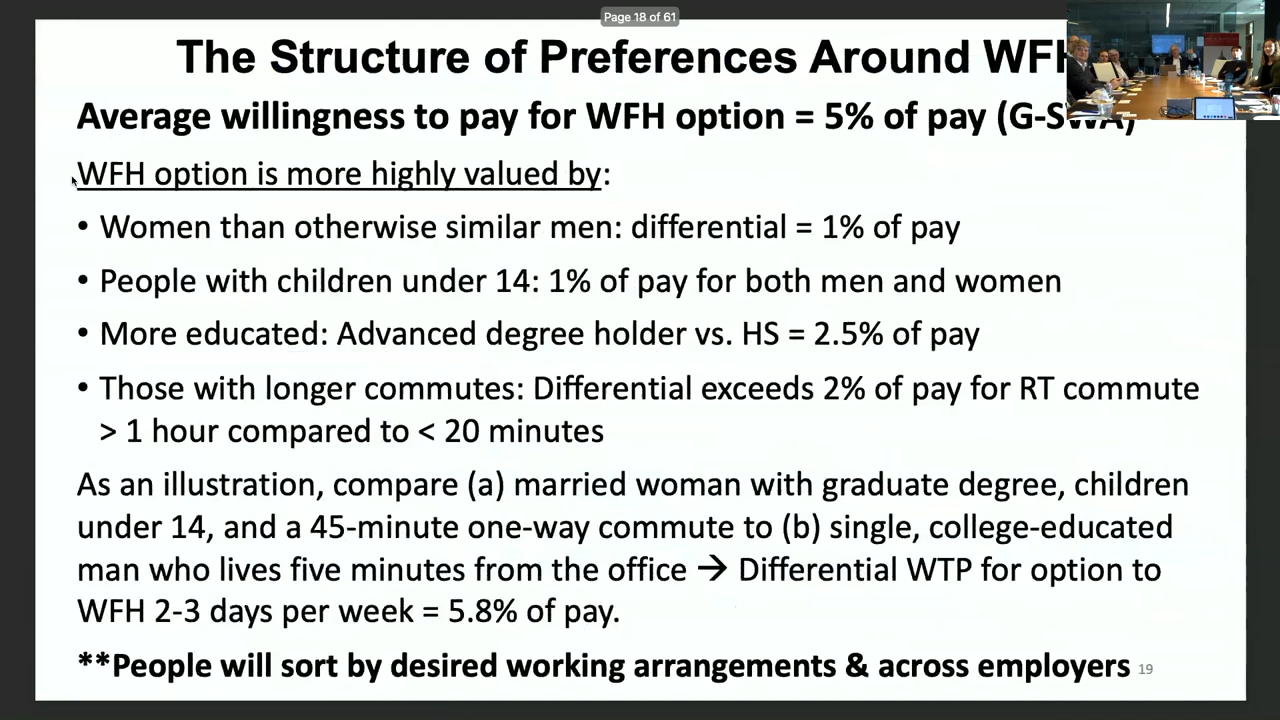 Page 18 of 61
The Structure of Preferences Around WFH
Average willingness to pay for WFH option = 5% of pay (G-SWA)
WFH option is more highly valued by:
• Women than otherwise similar men: differential = 1% of pay
• People with children under 14: 1% of pay for both men and women
• More educated: Advanced degree holder vs. HS = 2.5% of pay
• Those with longer commutes: Differential exceeds 2% of pay for RT commute
> 1 hour compared to < 20 minutes
As an illustration, compare (a) married woman with graduate degree, children
under 14, and a 45-minute one-way commute to (b) single, college-educated
man who lives five minutes from the office → Differential WTP for option to
WFH 2-3 days per week = 5.8% of pay.
**People will sort by desired working arrangements & across employers
19